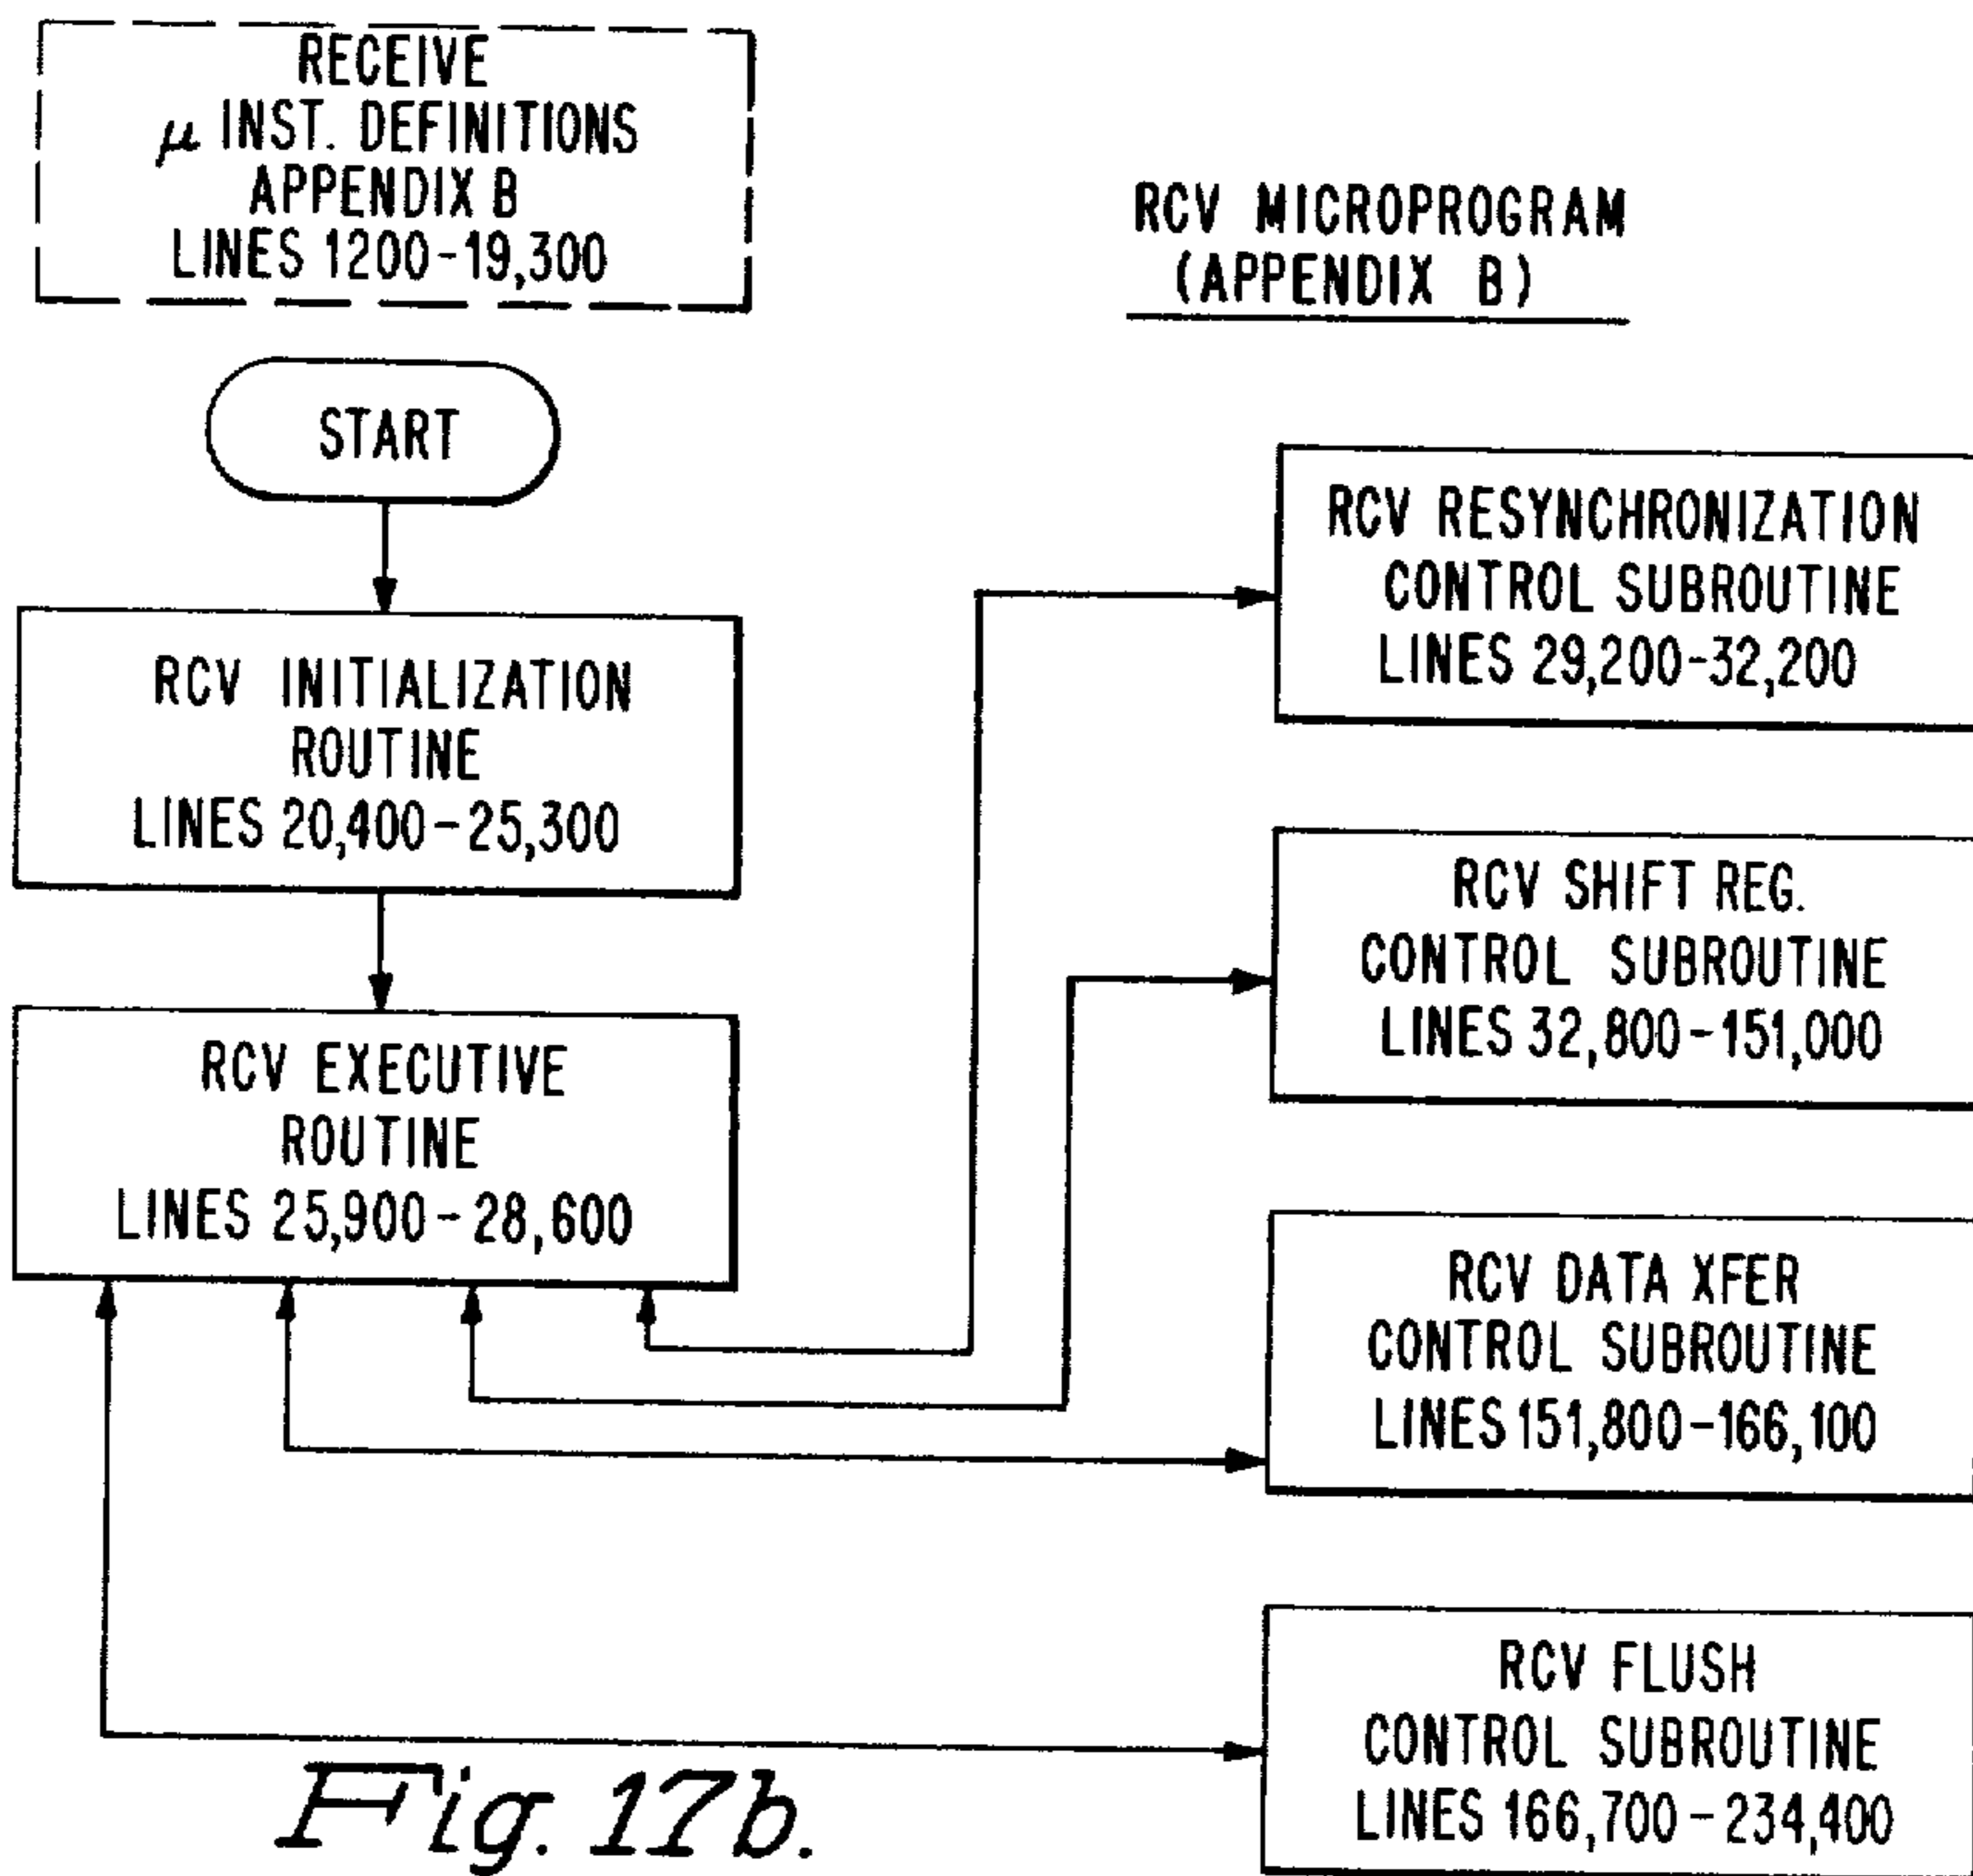 RECEIVE
μ INST. DEFINITIONS
APPENDIX B
LINES 1200-19,300
RCV MICROPROGRAM
(APPENDIX B)
START
RCV INITIALIZATION
ROUTINE
LINES 20,400-25,300
RCV EXECUTIVE
ROUTINE
LINES 25,900-28,600
RCV RESYNCHRONIZATION
CONTROL SUBROUTINE
LINES 29,200-32,200
RCV SHIFT REG.
CONTROL SUBROUTINE
LINES 32,800-151,000
RCV DATA XFER
CONTROL SUBROUTINE
LINES 151,800-166,100
RCV FLUSH
CONTROL SUBROUTINE
LINES 166,700-234,400
Fig. 17b.